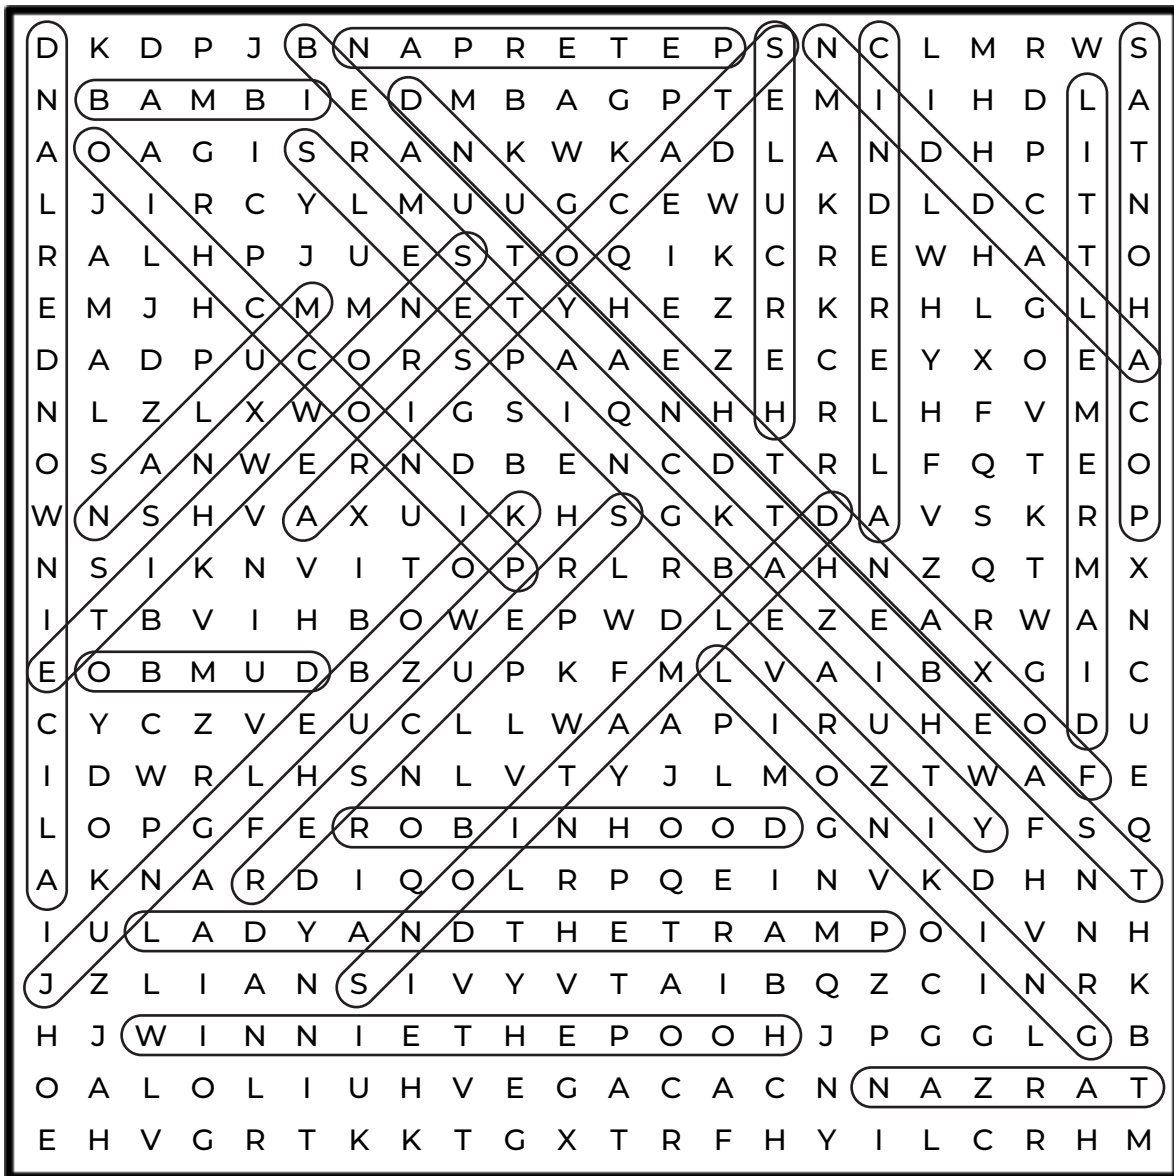 D K D P J B N A P R E T E P S N C L M R W S
N B A M B I E D M B A G P T E M I I H D L A
A O A G I S R A N K W K A D L A N D H P I T
L J I R C Y L M U U G C E W U K D L D C T N
R A L H P J U E S T O Q I K C R E W H A T O
E M J H C M M N E T Y H E Z R K R H L G L H
D A D P U C O R S P A A E Z E C E Y X O E A
N L Z L X W O I G S I Q N H H R L H F V M C
O S A N W E R N D B E N C D T R L F Q T E O
W N S H V A X U I K H S G K T D A V S K R P
N S I K N V I T O P R L R B A H N Z Q T M X
I T B V I H B O W E P W D L E Z E A R W A N
E O B M U D B Z U P K F M L V A I B X G I C
C Y C Z V E U C L L W A A P I R U H E O D U
I D W R L H S N L V T Y J L M O Z T W A F E
L O P G F E R O B I N H O O D G N I Y F S Q
A K N A R D I Q O L R P Q E I N V K D H N T
I U L A D Y A N D T H E T R A M P O I V N H
J Z L I A N S I V Y V T A I B Q Z C I N R K
H J W I N N I E T H E P O O H J P G G L G B
O A L O L I U H V E G A C A C N N A Z R A T
E H V G R T K K T G X T R F H Y I L C R H M